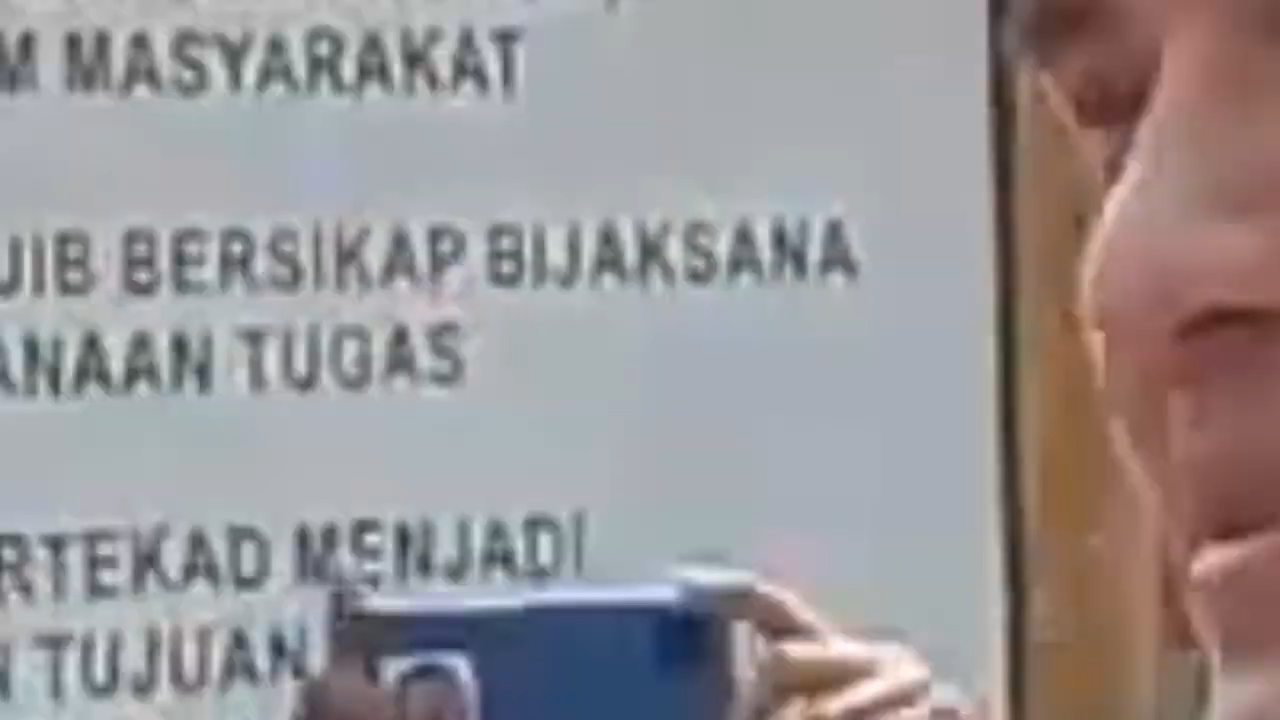 M MASYARAKAT
JIB BERSIKAP BIJAKSANA
ANAAN TUGAS
RTEKAD MENJADI
N TUJUAN